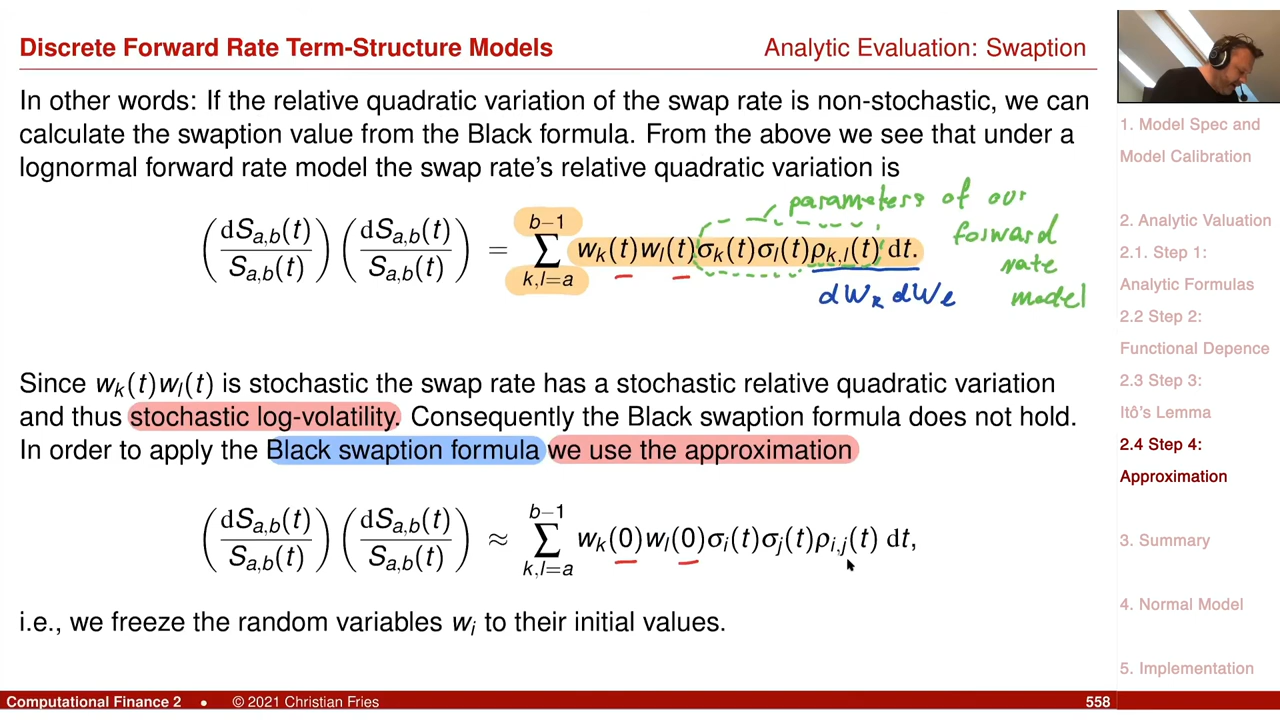 Discrete Forward Rate Term-Structure Models
Analytic Evaluation: Swaption
In other words: If the relative quadratic variation of the swap rate is non-stochastic, we can
calculate the swaption value from the Black formula. From the above we see that under a
lognormal forward rate model the swap rate's relative quadratic variation is
parameters of our
forward
rate
model
(dS_{a,b}(t)/S_{a,b}(t)) (dS_{a,b}(t)/S_{a,b}(t)) = ∑_{k,l=a}^{b−1} w_k(t)w_l(t)σ_k(t)σ_l(t)ρ_{k,l}(t) dt.
dW_k dW_l
Since w_k(t)w_l(t) is stochastic the swap rate has a stochastic relative quadratic variation
and thus stochastic log-volatility. Consequently the Black swaption formula does not hold.
In order to apply the Black swaption formula we use the approximation
(dS_{a,b}(t)/S_{a,b}(t)) (dS_{a,b}(t)/S_{a,b}(t)) ≈ ∑_{k,l=a}^{b−1} w_k(0)w_l(0)σ_i(t)σ_j(t)ρ_{i,j}(t) dt,
i.e., we freeze the random variables w_i to their initial values.
1. Model Spec and
Model Calibration
2. Analytic Valuation
2.1. Step 1:
Analytic Formulas
2.2 Step 2:
Functional Depence
2.3 Step 3:
Itô's Lemma
2.4 Step 4:
Approximation
3. Summary
4. Normal Model
5. Implementation
Computational Finance 2 • © 2021 Christian Fries
558